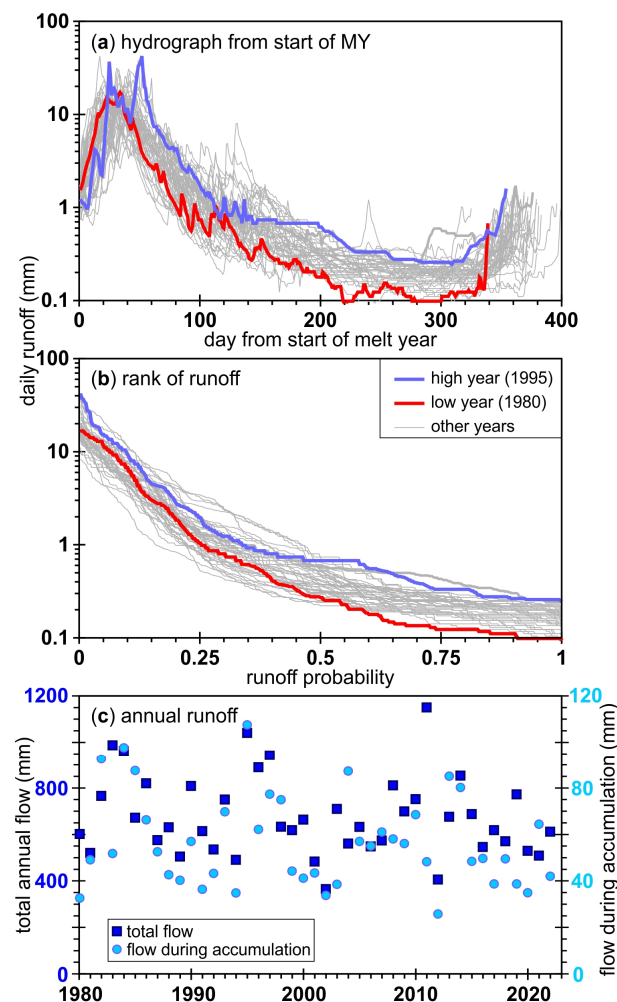 (a) hydrograph from start of MY
100
10
1
0.1
0 100 200 300 400
day from start of melt year
daily runoff (mm)
(b) rank of runoff
100
10
1
0.1
high year (1995)
low year (1980)
other years
0 0.25 0.5 0.75 1
runoff probability
(c) annual runoff
1200
800
400
0
total annual flow (mm)
120
80
40
0
flow during accumulation (mm)
total flow
flow during accumulation
1980 1990 2000 2010 2020